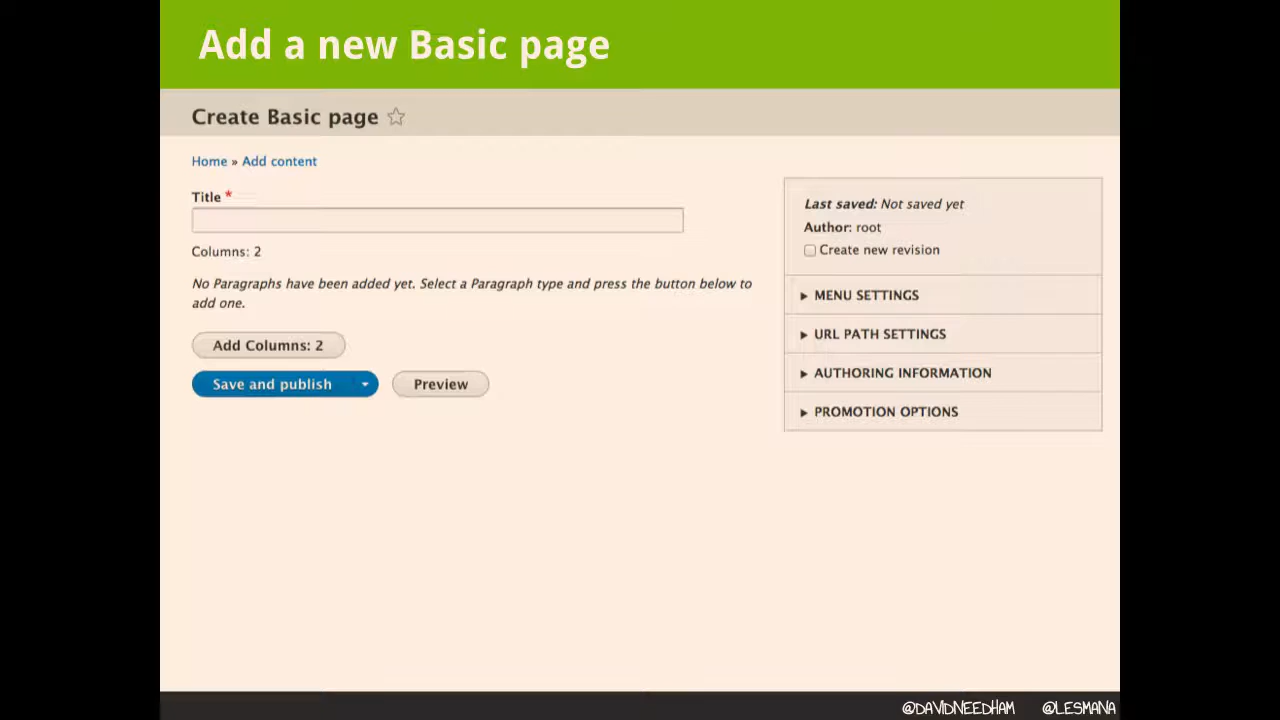 Add a new Basic page
Create Basic page
Home » Add content
Title *
Columns: 2
No Paragraphs have been added yet. Select a Paragraph type and press the button below to
add one.
Add Columns: 2
Save and publish
Preview
Last saved: Not saved yet
Author: root
Create new revision
MENU SETTINGS
URL PATH SETTINGS
AUTHORING INFORMATION
PROMOTION OPTIONS
@DAVIDNEEDHAM @LESMANA